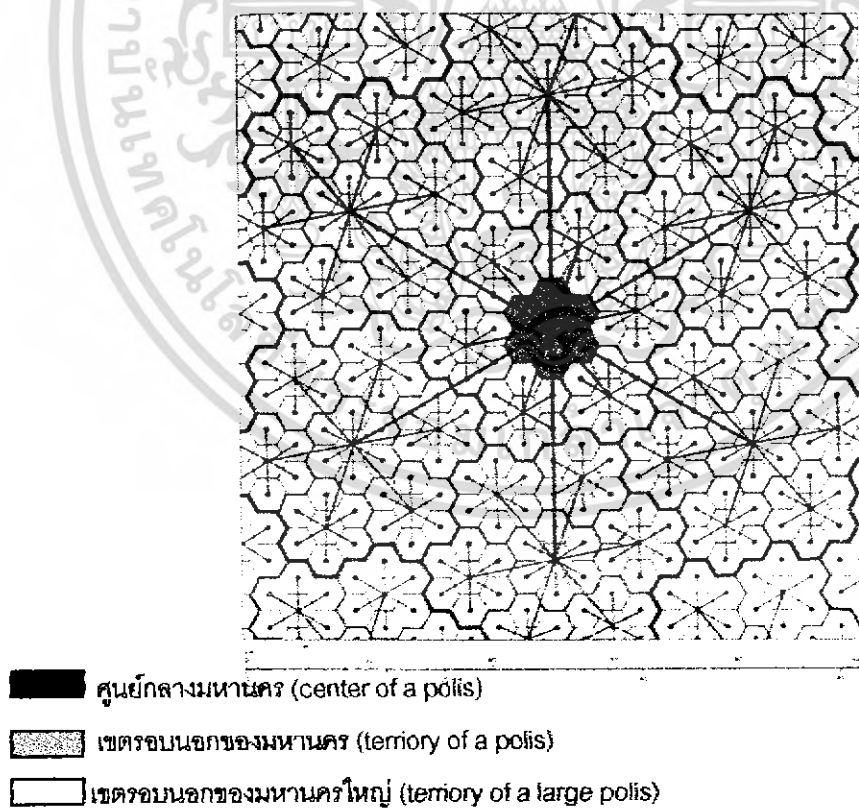 ศูนย์กลางมหานคร (center of a polis)
เขตรอบนอกของมหานคร (terriory of a polis)
เขตรอบนอกของมหานครใหญ่ (terriory of a large polis)